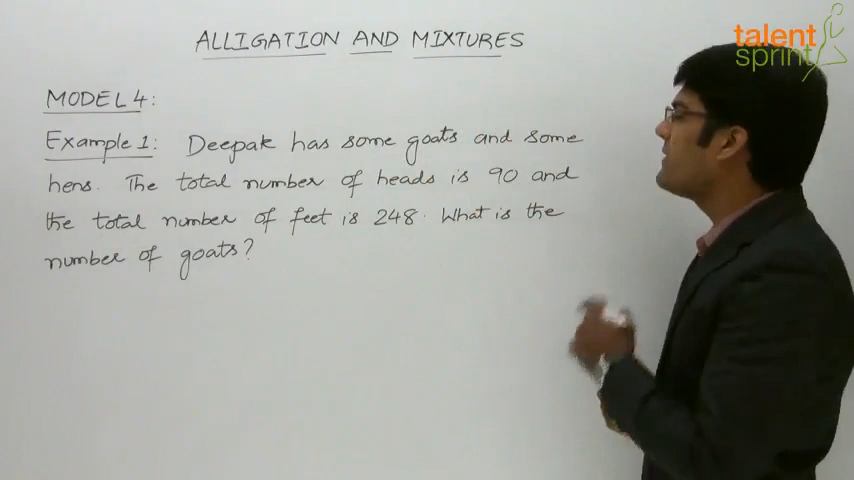 talent
sprint
ALLIGATION AND MIXTURES
MODEL 4:
Example 1: Deepak has some goats and some
hens. The total number of heads is 90 and
the total number of feet is 248. What is the
number of goats?